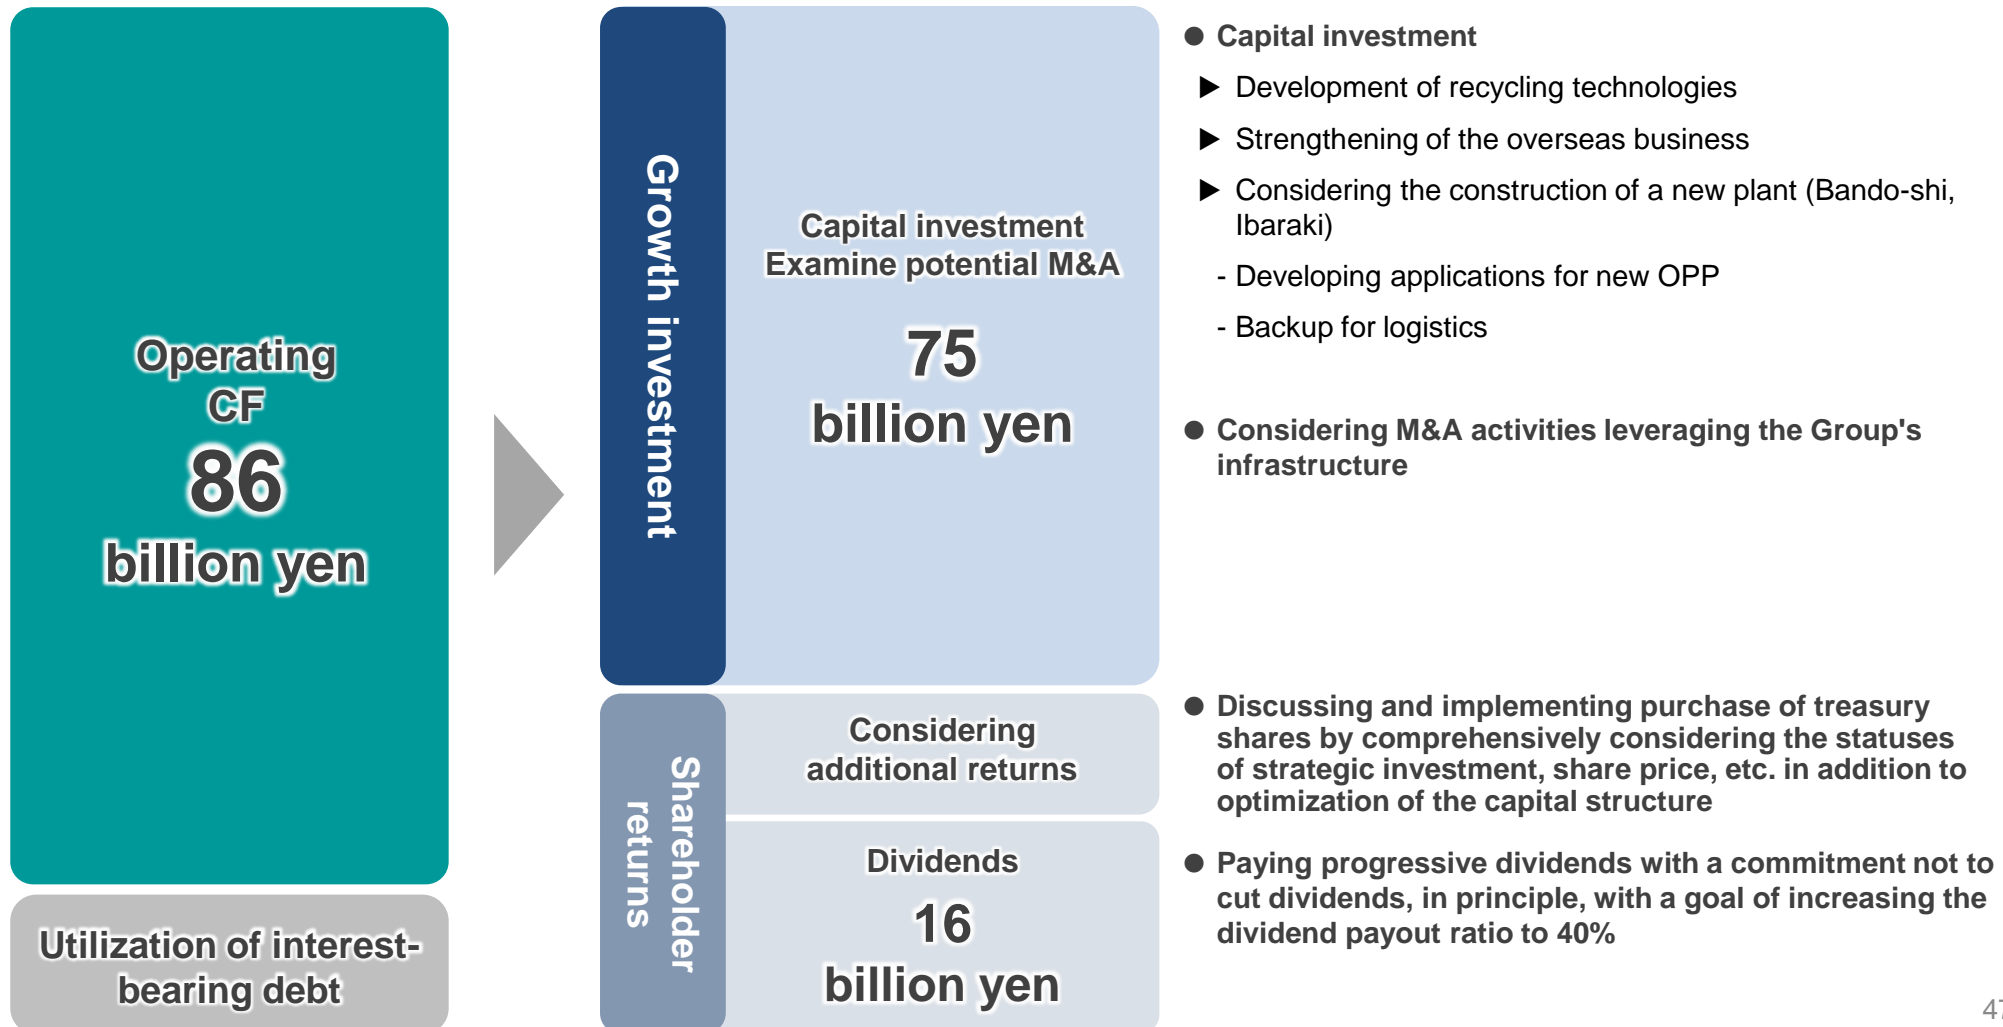 Operating
CF
86
billion yen
Utilization of interest-
bearing debt
Growth investment
Capital investment
Examine potential M&A
75
billion yen
Shareholder
returns
Considering
additional returns
Dividends
16
billion yen
● Capital investment
▶ Development of recycling technologies
▶ Strengthening of the overseas business
▶ Considering the construction of a new plant (Bando-shi,
Ibaraki)
- Developing applications for new OPP
- Backup for logistics
● Considering M&A activities leveraging the Group's
infrastructure
● Discussing and implementing purchase of treasury
shares by comprehensively considering the statuses
of strategic investment, share price, etc. in addition to
optimization of the capital structure
● Paying progressive dividends with a commitment not to
cut dividends, in principle, with a goal of increasing the
dividend payout ratio to 40%
47